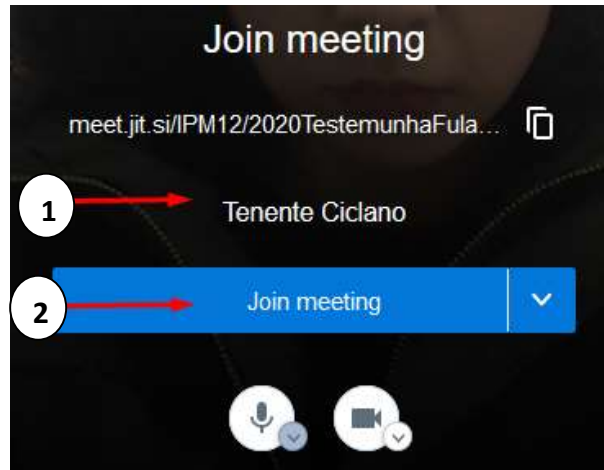 Join meeting
meet.jit.si/IPM12/2020TestemunhaFula...
1
Tenente Ciclano
2
Join meeting